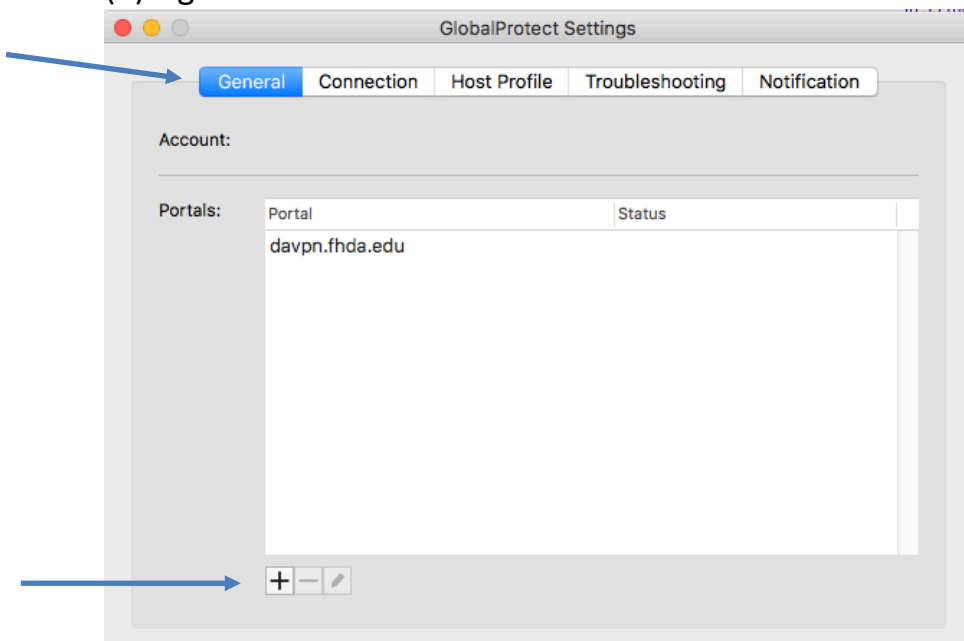 GlobalProtect Settings
General Connection Host Profile Troubleshooting Notification
Account:
Portals:
Portal Status
davpn.fhda.edu